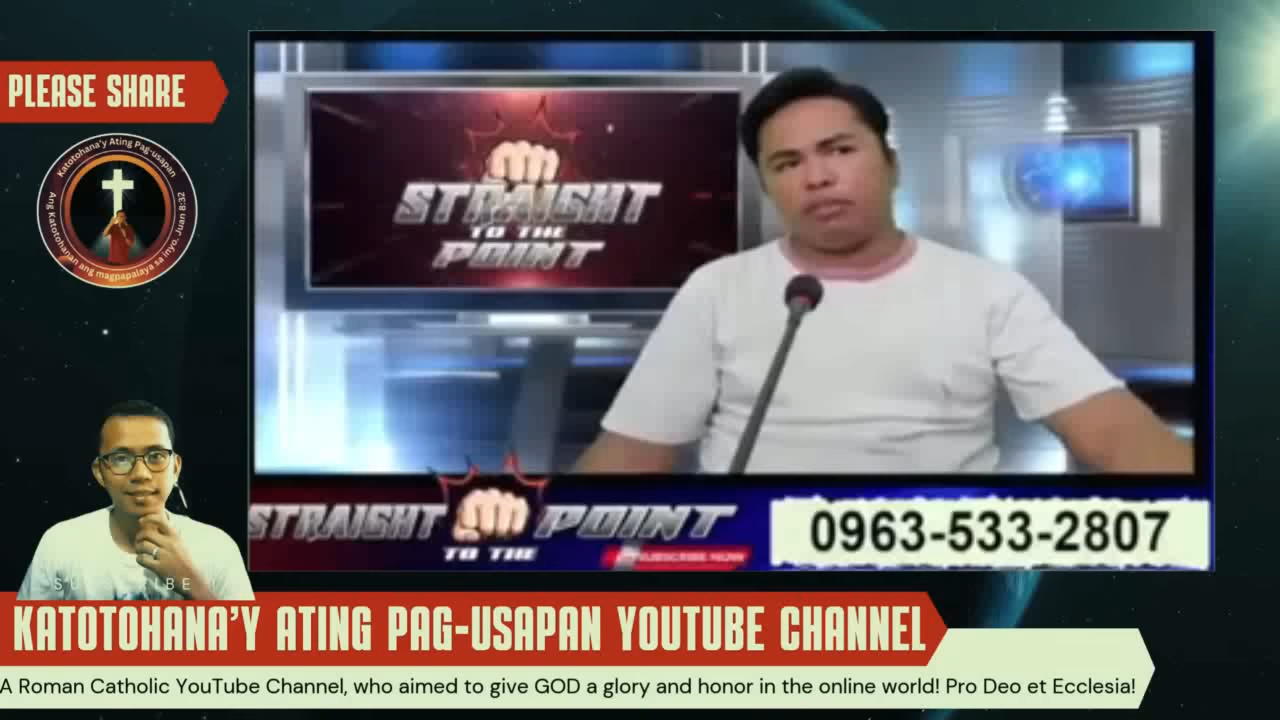 PLEASE SHARE
Katotohana'y Ating Pag-usapan
Ang Katotohanan ang magpapalaya sa inyo. Juan 8:32
STRAIGHT
TO THE
POINT
STRAIGHT POINT
TO THE
SUBSCRIBE NOW
0963-533-2807
KATOTOHANA'Y ATING PAG-USAPAN YOUTUBE CHANNEL
A Roman Catholic YouTube Channel, who aimed to give GOD a glory and honor in the online world! Pro Deo et Ecclesia!